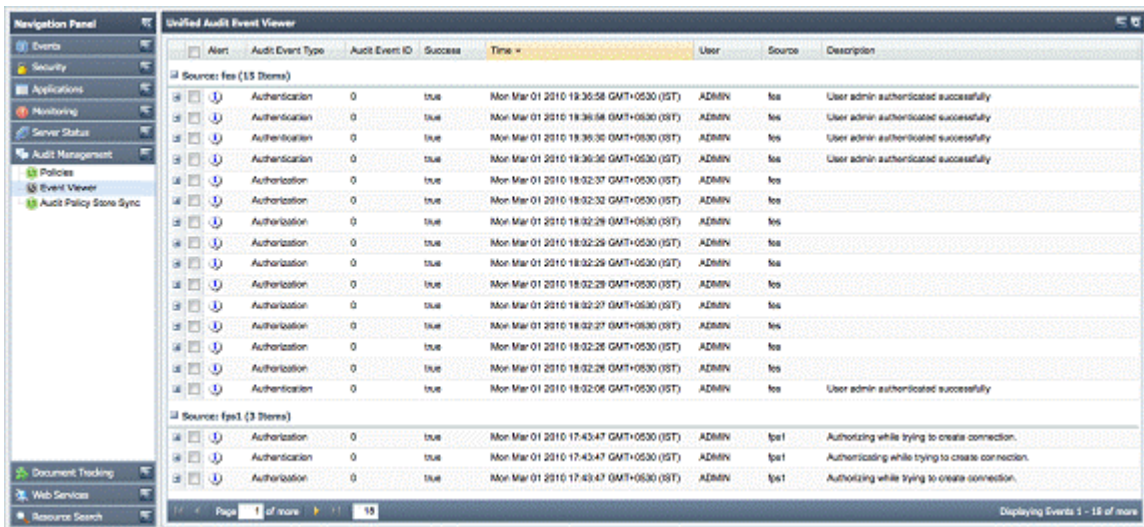 Navigation Panel
Events
Security
Applications
Monitoring
Server Status
Audit Management
Policies
Event Viewer
Audit Policy Store Sync
Document Tracking
Web Services
Resource Search
Unified Audit Event Viewer
Alert Audit Event Type Audit Event ID Success Time User Source Description
Source: fes (15 Items)
Authentication 0 true Mon Mar 01 2010 19:36:58 GMT+0530 (IST) ADMIN fes User admin authenticated successfully
Authentication 0 true Mon Mar 01 2010 19:36:58 GMT+0530 (IST) ADMIN fes User admin authenticated successfully
Authentication 0 true Mon Mar 01 2010 19:36:30 GMT+0530 (IST) ADMIN fes User admin authenticated successfully
Authentication 0 true Mon Mar 01 2010 19:36:30 GMT+0530 (IST) ADMIN fes User admin authenticated successfully
Authorization 0 true Mon Mar 01 2010 18:02:37 GMT+0530 (IST) ADMIN fes
Authorization 0 true Mon Mar 01 2010 18:02:32 GMT+0530 (IST) ADMIN fes
Authorization 0 true Mon Mar 01 2010 18:02:29 GMT+0530 (IST) ADMIN fes
Authorization 0 true Mon Mar 01 2010 18:02:29 GMT+0530 (IST) ADMIN fes
Authorization 0 true Mon Mar 01 2010 18:02:29 GMT+0530 (IST) ADMIN fes
Authorization 0 true Mon Mar 01 2010 18:02:29 GMT+0530 (IST) ADMIN fes
Authorization 0 true Mon Mar 01 2010 18:02:27 GMT+0530 (IST) ADMIN fes
Authorization 0 true Mon Mar 01 2010 18:02:27 GMT+0530 (IST) ADMIN fes
Authorization 0 true Mon Mar 01 2010 18:02:26 GMT+0530 (IST) ADMIN fes
Authorization 0 true Mon Mar 01 2010 18:02:26 GMT+0530 (IST) ADMIN fes
Authentication 0 true Mon Mar 01 2010 18:02:06 GMT+0530 (IST) ADMIN fes User admin authenticated successfully
Source: fps1 (3 Items)
Authorization 0 true Mon Mar 01 2010 17:43:47 GMT+0530 (IST) ADMIN fps1 Authorizing while trying to create connection.
Authentication 0 true Mon Mar 01 2010 17:43:47 GMT+0530 (IST) ADMIN fps1 Authenticating while trying to create connection.
Authorization 0 true Mon Mar 01 2010 17:43:47 GMT+0530 (IST) ADMIN fps1 Authorizing while trying to create connection.
Page 1 of more 18 Displaying Events 1 - 18 of more